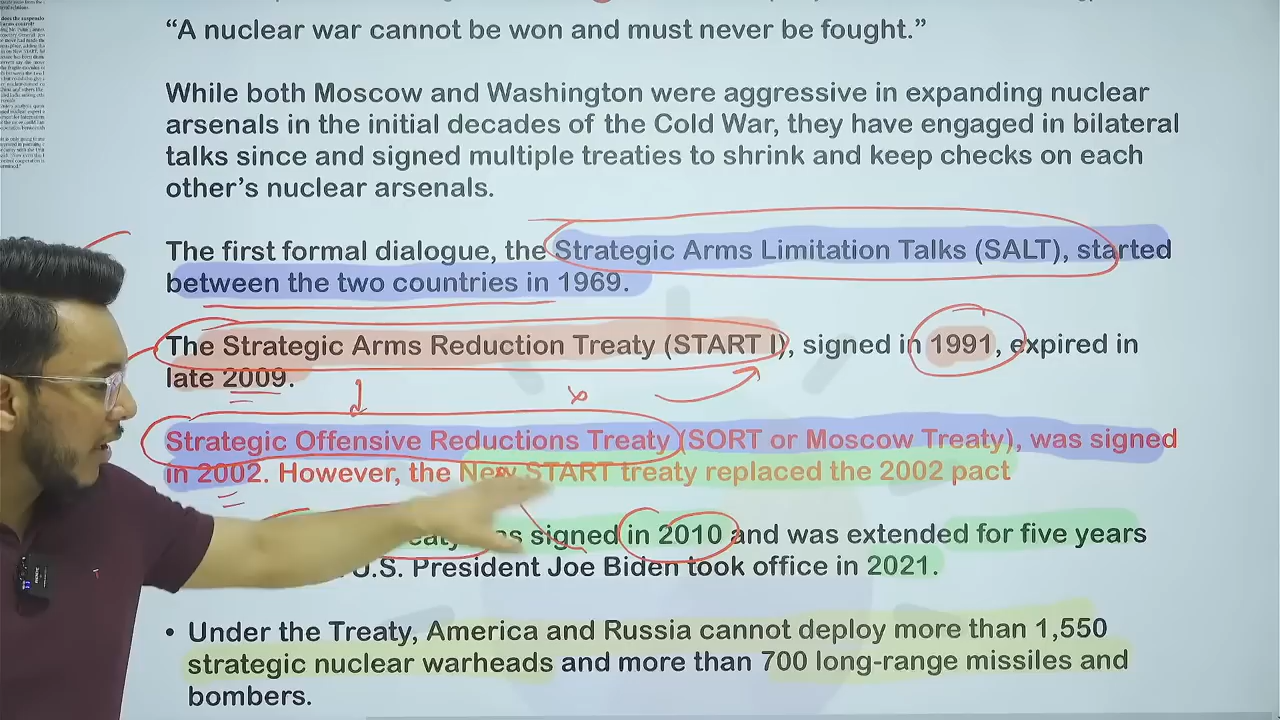 “A nuclear war cannot be won and must never be fought.”
While both Moscow and Washington were aggressive in expanding nuclear
arsenals in the initial decades of the Cold War, they have engaged in bilateral
talks since and signed multiple treaties to shrink and keep checks on each
other’s nuclear arsenals.
The first formal dialogue, the Strategic Arms Limitation Talks (SALT), started
between the two countries in 1969.
The Strategic Arms Reduction Treaty (START I), signed in 1991, expired in
late 2009.
Strategic Offensive Reductions Treaty (SORT or Moscow Treaty), was signed
in 2002. However, the New START treaty replaced the 2002 pact
signed in 2010 and was extended for five years
U.S. President Joe Biden took office in 2021.
• Under the Treaty, America and Russia cannot deploy more than 1,550
strategic nuclear warheads and more than 700 long-range missiles and
bombers.